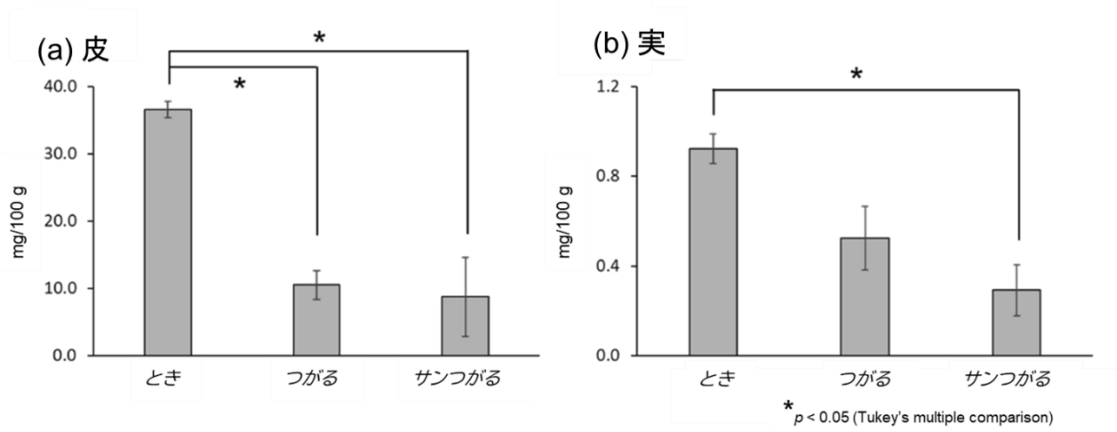 (a) 皮
*
*
40.0
30.0
20.0
10.0
0.0
mg/100 g
とき
つがる
サンつがる
(b) 実
*
1.2
0.8
0.4
0.0
mg/100 g
とき
つがる
サンつがる
*p < 0.05 (Tukey's multiple comparison)